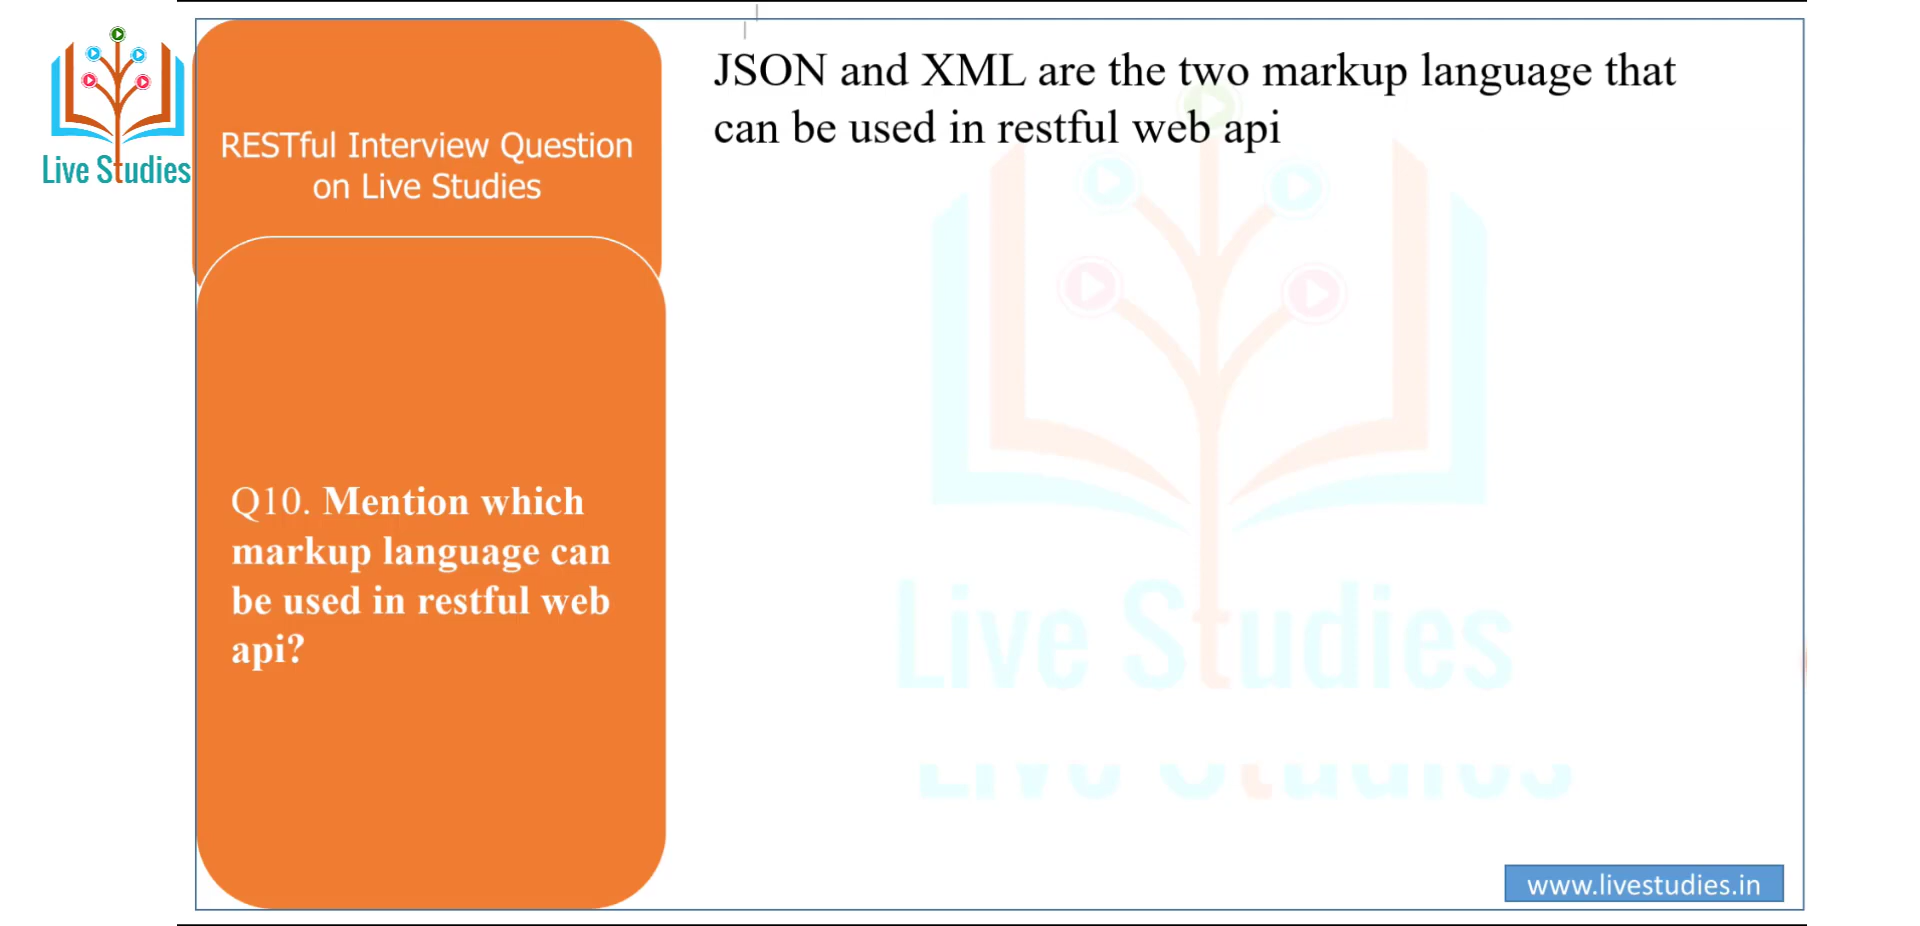 Live Studies
RESTful Interview Question
on Live Studies
JSON and XML are the two markup language that
can be used in restful web api
Q10. Mention which
markup language can
be used in restful web
api?
Live Studies
www.livestudies.in